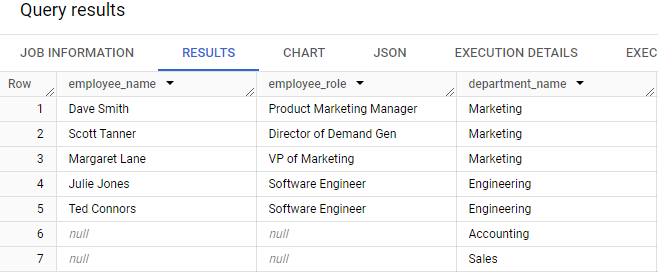 Query results
JOB INFORMATION RESULTS CHART JSON EXECUTION DETAILS EXEC
Row employee_name employee_role department_name
1 Dave Smith Product Marketing Manager Marketing
2 Scott Tanner Director of Demand Gen Marketing
3 Margaret Lane VP of Marketing Marketing
4 Julie Jones Software Engineer Engineering
5 Ted Connors Software Engineer Engineering
6 null null Accounting
7 null null Sales